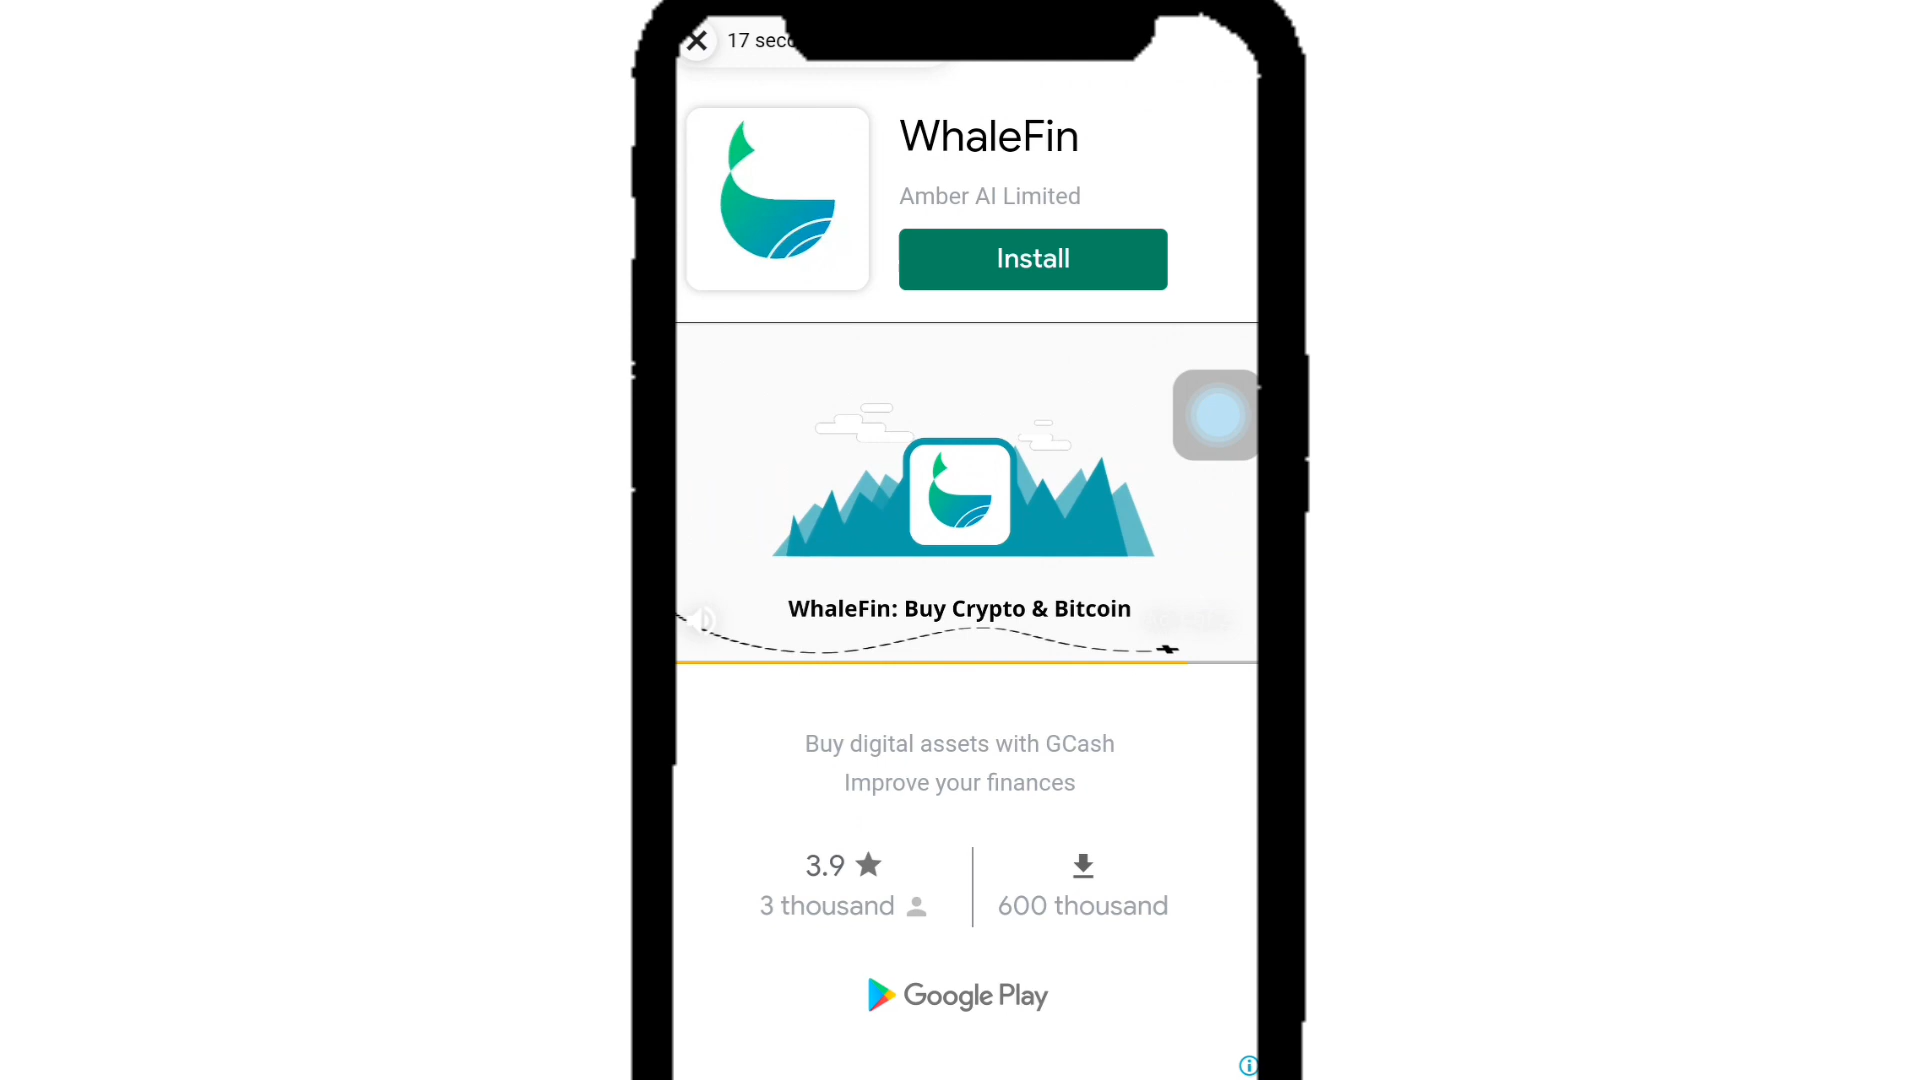 17 seco
WhaleFin
Amber AI Limited
Install
WhaleFin: Buy Crypto & Bitcoin
Buy digital assets with GCash
Improve your finances
3.9
3 thousand
600 thousand
Google Play